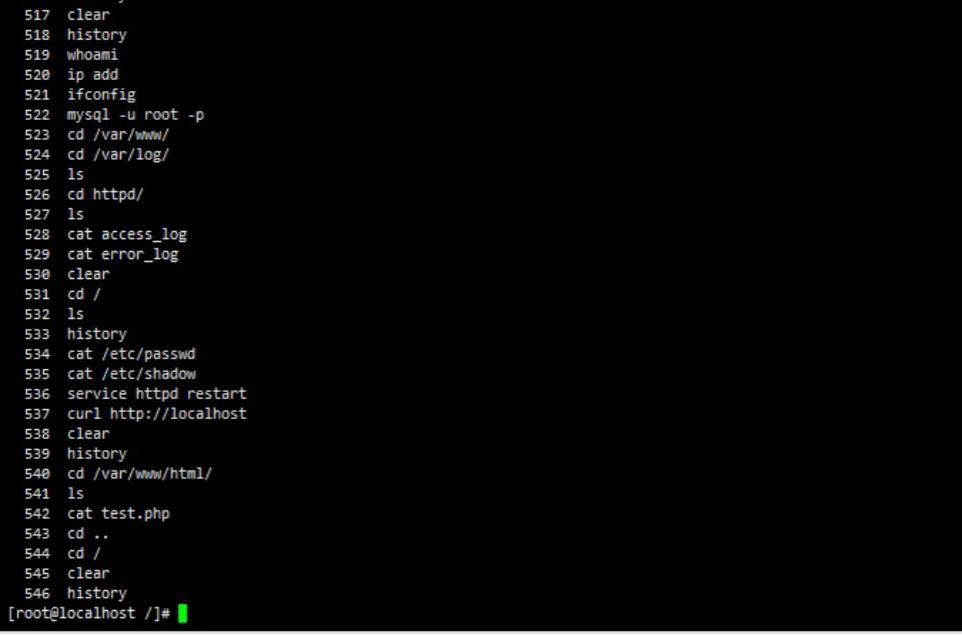 517 clear
518 history
519 whoami
520 ip add
521 ifconfig
522 mysql -u root -p
523 cd /var/www/
524 cd /var/log/
525 ls
526 cd httpd/
527 ls
528 cat access_log
529 cat error_log
530 clear
531 cd /
532 ls
533 history
534 cat /etc/passwd
535 cat /etc/shadow
536 service httpd restart
537 curl http://localhost
538 clear
539 history
540 cd /var/www/html/
541 ls
542 cat test.php
543 cd ..
544 cd /
545 clear
546 history
[root@localhost /]#